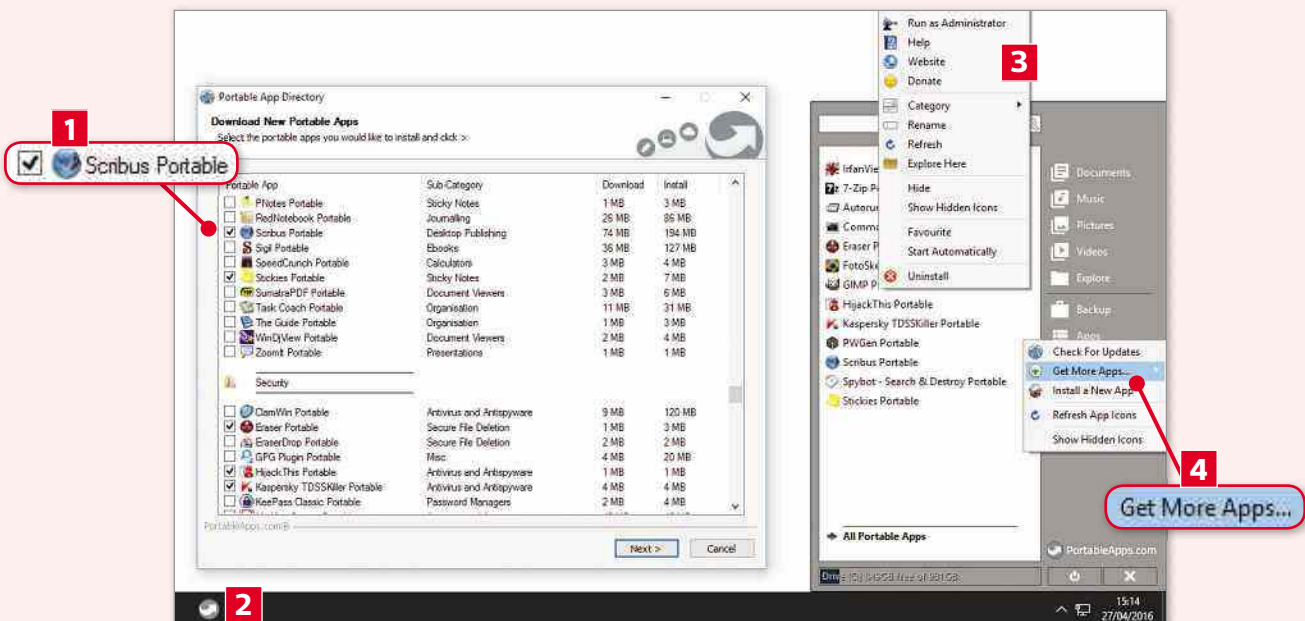 1
Scribus Portable
Portable App Directory
Download New Portable Apps
Select the portable apps you would like to install and click >
Portable App Sub-Category Download Install
PNotes Portable Sticky Notes 1 MB 3 MB
RedNotebook Portable Journalling 26 MB 86 MB
Scribus Portable Desktop Publishing 74 MB 194 MB
Sigil Portable Ebooks 36 MB 127 MB
SpeedCrunch Portable Calculators 3 MB 4 MB
Stickies Portable Sticky Notes 2 MB 7 MB
SumatraPDF Portable Document Viewers 3 MB 6 MB
Task Coach Portable Organisation 11 MB 31 MB
The Guide Portable Organisation 1 MB 3 MB
WinDjView Portable Document Viewers 2 MB 4 MB
ZoomIt Portable Presentations 1 MB 1 MB
Security
ClamWin Portable Antivirus and Antispyware 9 MB 120 MB
Eraser Portable Secure File Deletion 1 MB 3 MB
EraserDrop Portable Secure File Deletion 2 MB 2 MB
GPG Plugin Portable Misc 4 MB 20 MB
HijackThis Portable Antivirus and Antispyware 1 MB 1 MB
Kaspersky TDSSKiller Portable Antivirus and Antispyware 4 MB 4 MB
KeePass Classic Portable Password Managers 2 MB 4 MB
PortableApps.com®
Next >
Cancel
2
3
Run as Administrator
Help
Website
Donate
Category
Rename
Refresh
Explore Here
Hide
Show Hidden Icons
Favourite
Start Automatically
Uninstall
IrfanVie
7-Zip P
Autorun
Comma
Eraser P
FotoSke
GIMP P
HijackThis Portable
Kaspersky TDSSKiller Portable
PWGen Portable
Scribus Portable
Spybot - Search & Destroy Portable
Stickies Portable
All Portable Apps
Documents
Music
Pictures
Videos
Explore
Backup
Apps
Check For Updates
Get More Apps...
Install a New App
Refresh App Icons
Show Hidden Icons
4
Get More Apps...
PortableApps.com
15:14
27/04/2016